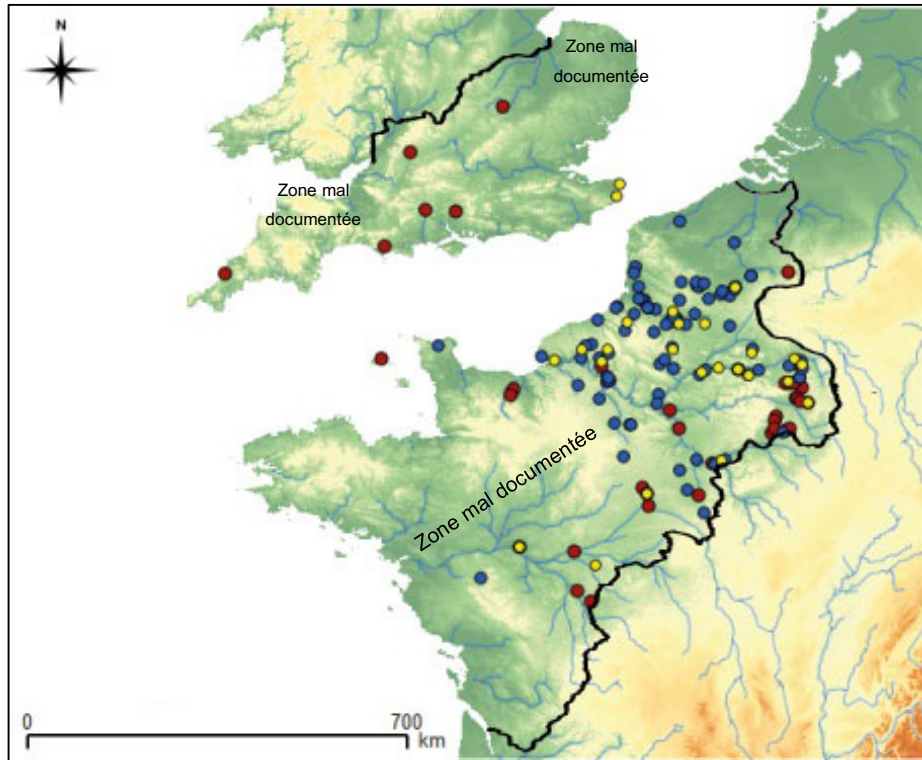 N
Zone mal
documentée
Zone mal
documentée
Zone mal documentée
0
700
km